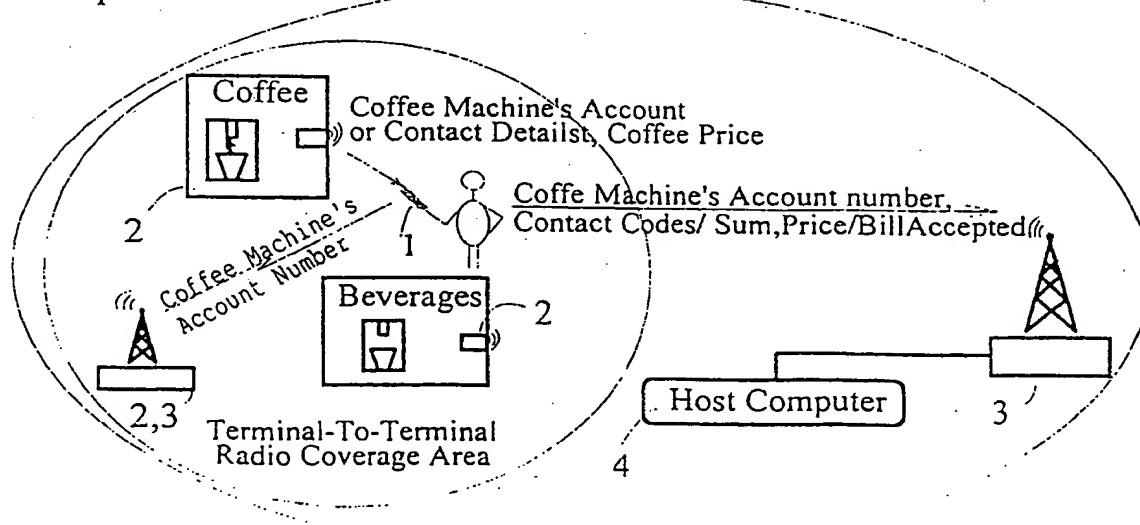 Coffee
Coffee Machine's Account
or Contact Detailst, Coffee Price
2
1
Coffe Machine's Account number,
Contact Codes/ Sum,Price/BillAccepted
Coffee Machine's
Account Number
Beverages
2
2,3
Terminal-To-Terminal
Radio Coverage Area
Host Computer
3
4